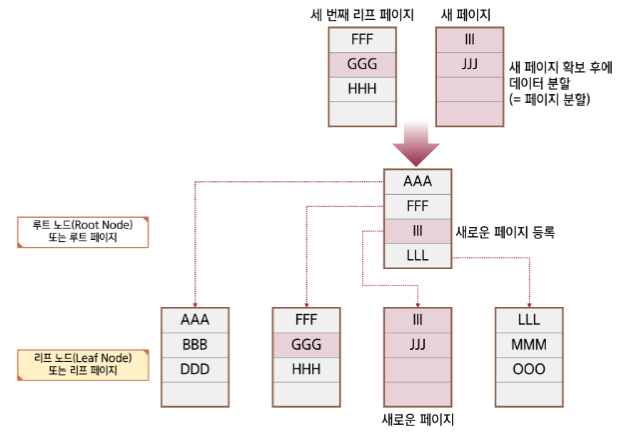 세 번째 리프 페이지
새 페이지
FFF
GGG
HHH
III
JJJ
새 페이지 확보 후에
데이터 분할
(= 페이지 분할)
AAA
FFF
III
LLL
루트 노드(Root Node)
또는 루트 페이지
새로운 페이지 등록
리프 노드(Leaf Node)
또는 리프 페이지
AAA
BBB
DDD
FFF
GGG
HHH
III
JJJ
LLL
MMM
OOO
새로운 페이지